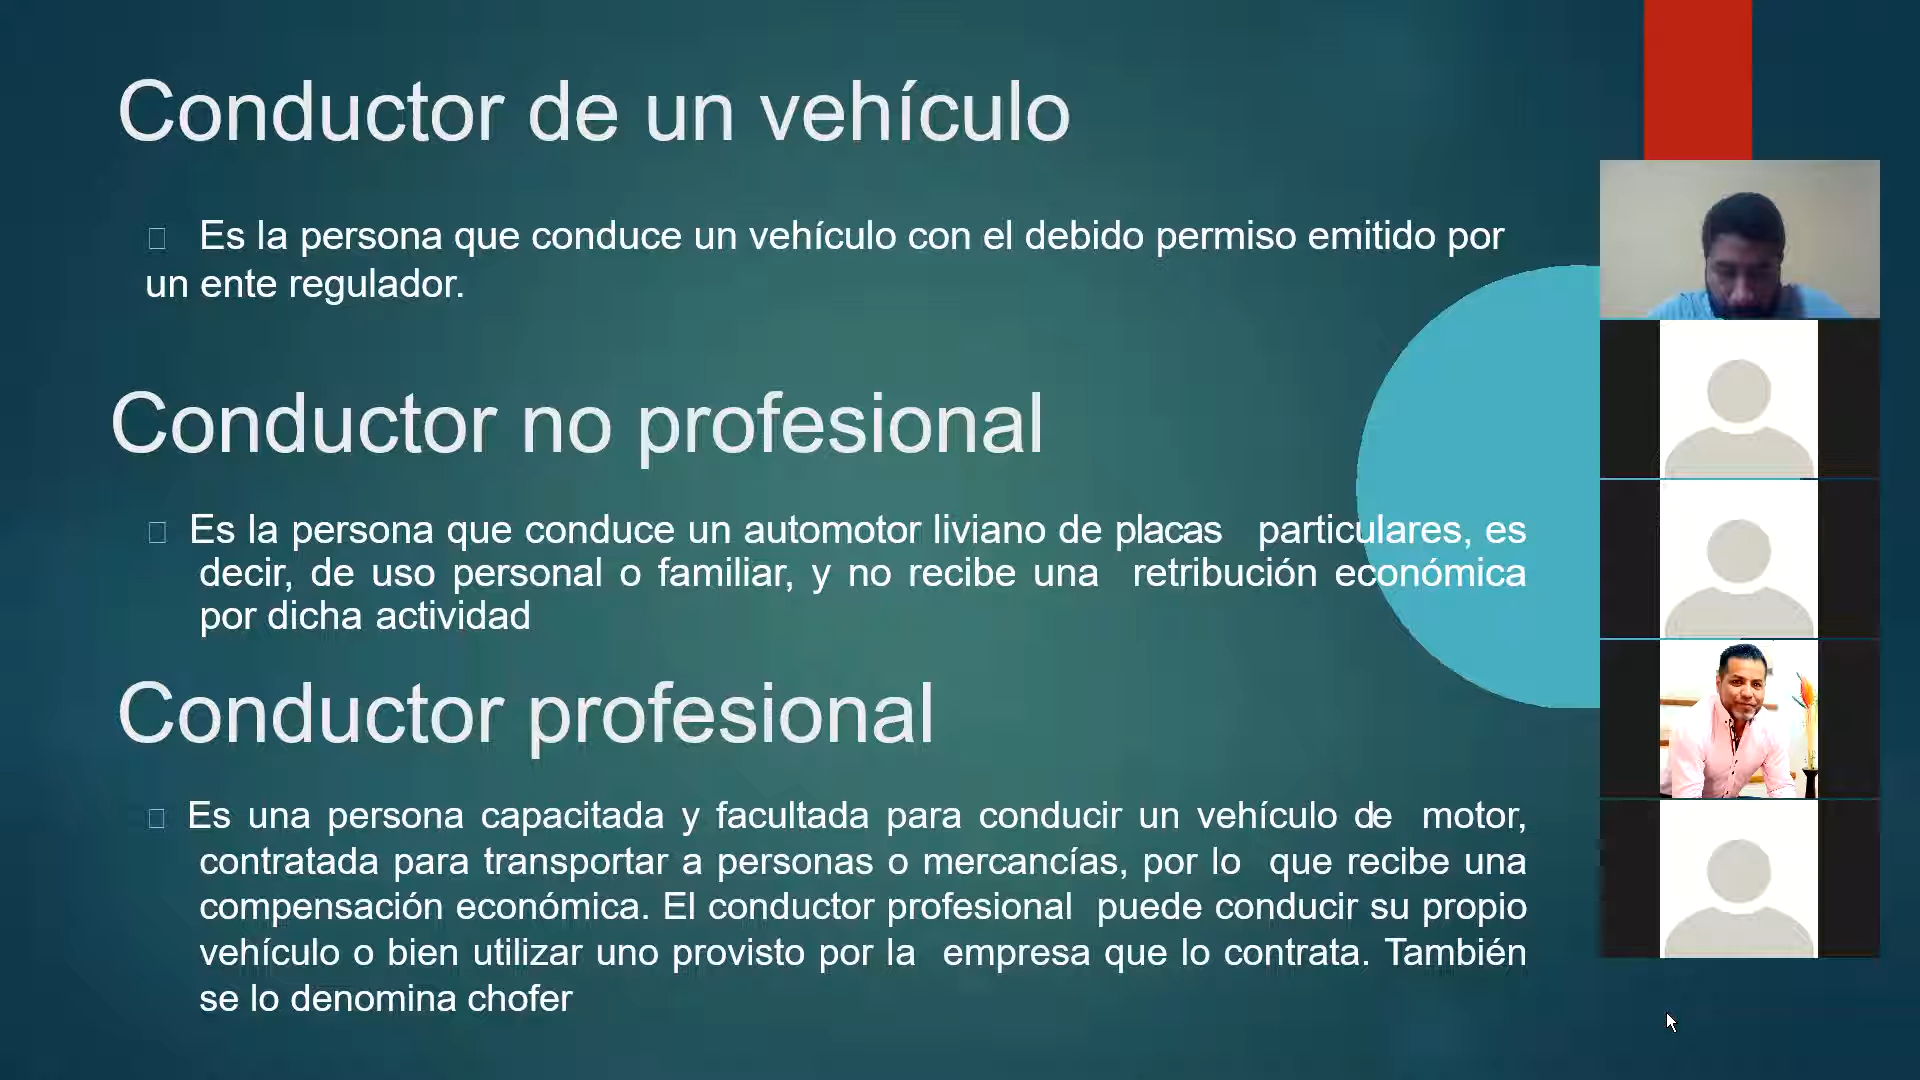 Conductor de un vehículo
Es la persona que conduce un vehículo con el debido permiso emitido por
un ente regulador.
Conductor no profesional
Es la persona que conduce un automotor liviano de placas particulares, es
decir, de uso personal o familiar, y no recibe una retribución económica
por dicha actividad
Conductor profesional
Es una persona capacitada y facultada para conducir un vehículo de motor,
contratada para transportar a personas o mercancías, por lo que recibe una
compensación económica. El conductor profesional puede conducir su propio
vehículo o bien utilizar uno provisto por la empresa que lo contrata. También
se lo denomina chofer